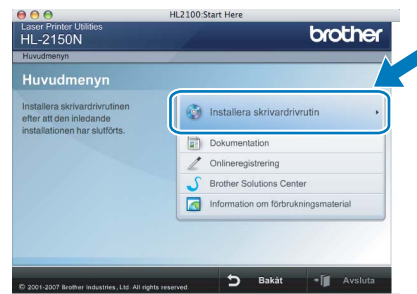 HL2100:Start Here
Laser Printer Utilities
HL-2150N
brother
Huvudmenyn
Huvudmenyn
Installera skrivardrivrutinen
efter att den inledande
installationen har slutförts.
Installera skrivardrivrutin
Dokumentation
Onlineregistrering
Brother Solutions Center
Information om förbrukningsmaterial
© 2001-2007 Brother Industries, Ltd. All rights reserved.
Bakåt
Avsluta